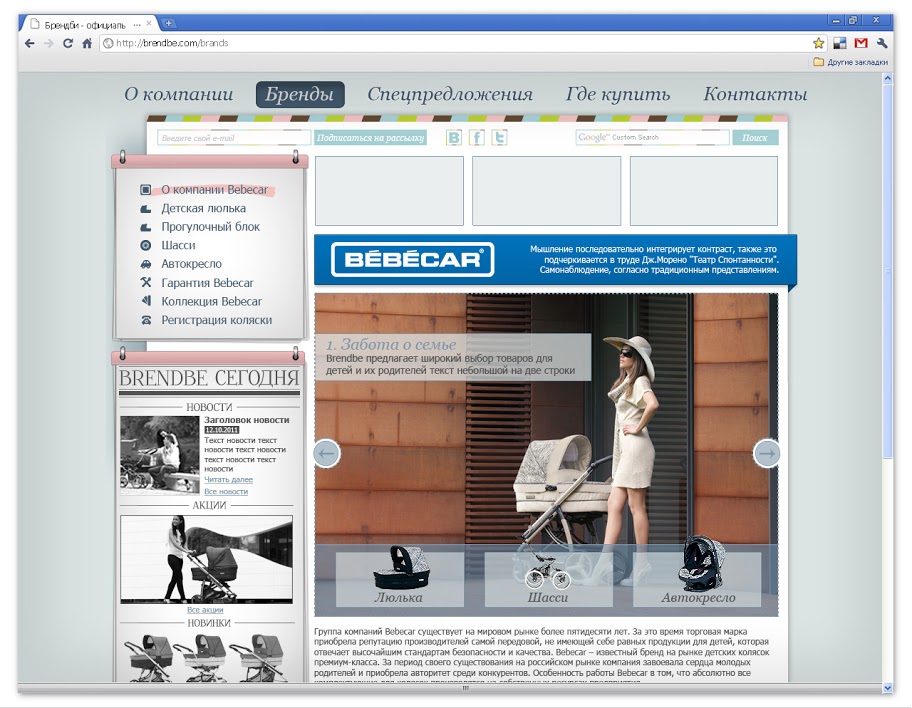 Брендби - официаль ...
http://brendbe.com/brands
Другие закладки
О компании
Бренды
Спецпредложения
Где купить
Контакты
Введите свой e-mail
Подписаться на рассылку
B
f
t
Google™ Custom Search
Поиск
О компании Bebecar
Детская люлька
Прогулочный блок
Шасси
Автокресло
Гарантия Bebecar
Коллекция Bebecar
Регистрация коляски
BÉBÉCAR®
Мышление последовательно интегрирует контраст, также это
подчеркивается в труде Дж.Морено "Театр Спонтанности".
Самонаблюдение, согласно традиционным представлениям.
1. Забота о семье
Brendbe предлагает широкий выбор товаров для
детей и их родителей текст небольшой на две строки
Люлька
Шасси
Автокресло
BRENDBE СЕГОДНЯ
НОВОСТИ
Заголовок новости
12.10.2011
Текст новости текст
новости текст новости
текст новости текст
новости
Читать далее
Все новости
АКЦИИ
Все акции
НОВИНКИ
Группа компаний Bebecar существует на мировом рынке более пятидесяти лет. За это время торговая марка
приобрела репутацию производителей самой передовой, не имеющей себе равных продукции для детей, которая
отвечает высочайшим стандартам безопасности и качества. Bebecar – известный бренд на рынке детских колясок
премиум-класса. За период своего существования на российском рынке компания завоевала сердца молодых
родителей и приобрела авторитет среди конкурентов. Особенность работы Bebecar в том, что абсолютно все